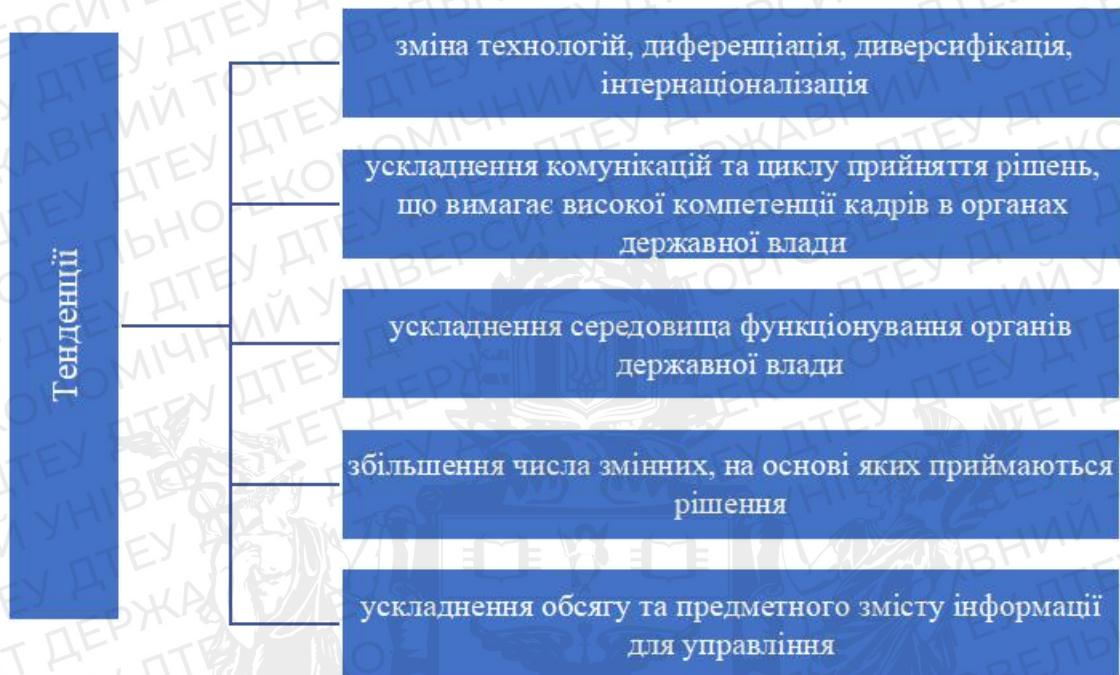 Тенденції
зміна технологій, диференціація, диверсифікація,
інтернаціоналізація
ускладнення комунікацій та циклу прийняття рішень,
що вимагає високої компетенції кадрів в органах
державної влади
ускладнення середовища функціонування органів
державної влади
збільшення числа змінних, на основі яких приймаються
рішення
ускладнення обсягу та предметного змісту інформації
для управління